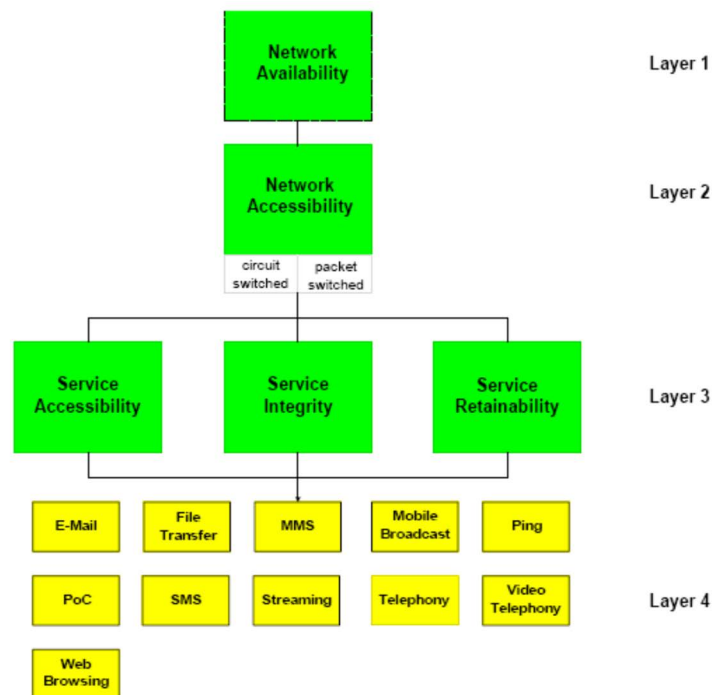 Network
Availability
Layer 1
Network
Accessibility
Layer 2
circuit
switched
packet
switched
Service
Accessibility
Service
Integrity
Service
Retainability
Layer 3
E-Mail
File
Transfer
MMS
Mobile
Broadcast
Ping
PoC
SMS
Streaming
Telephony
Video
Telephony
Layer 4
Web
Browsing